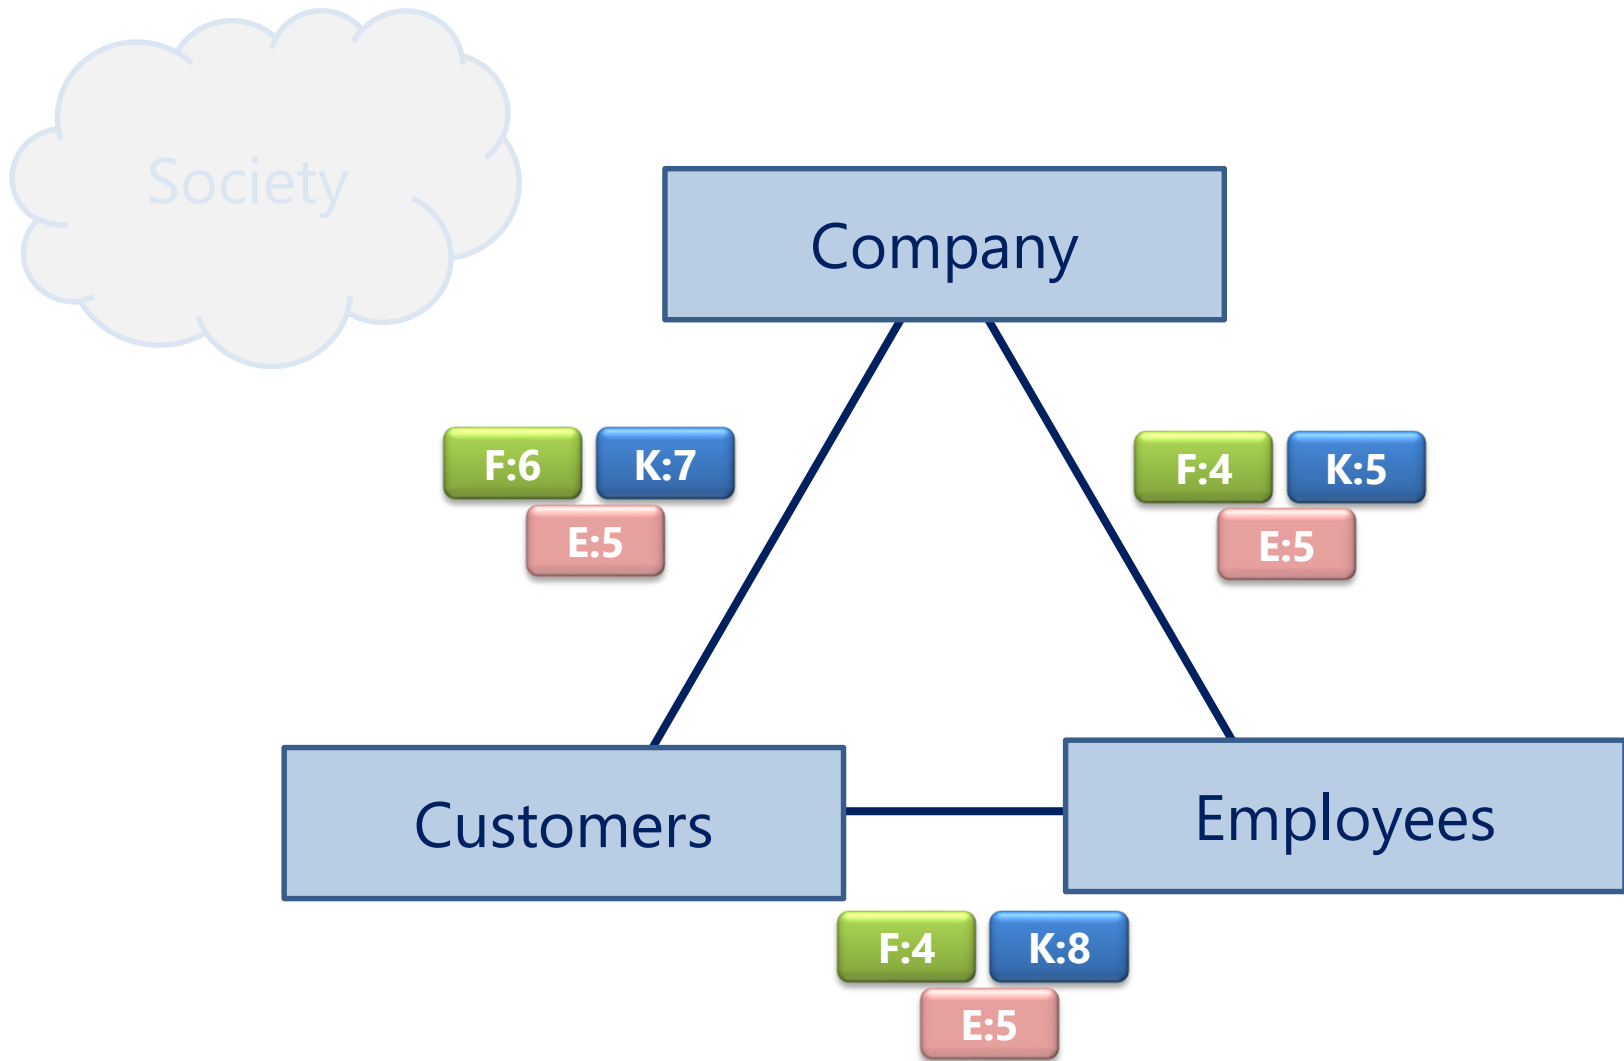 Society
Company
F:6 K:7
E:5
F:4 K:5
E:5
Customers
Employees
F:4 K:8
E:5